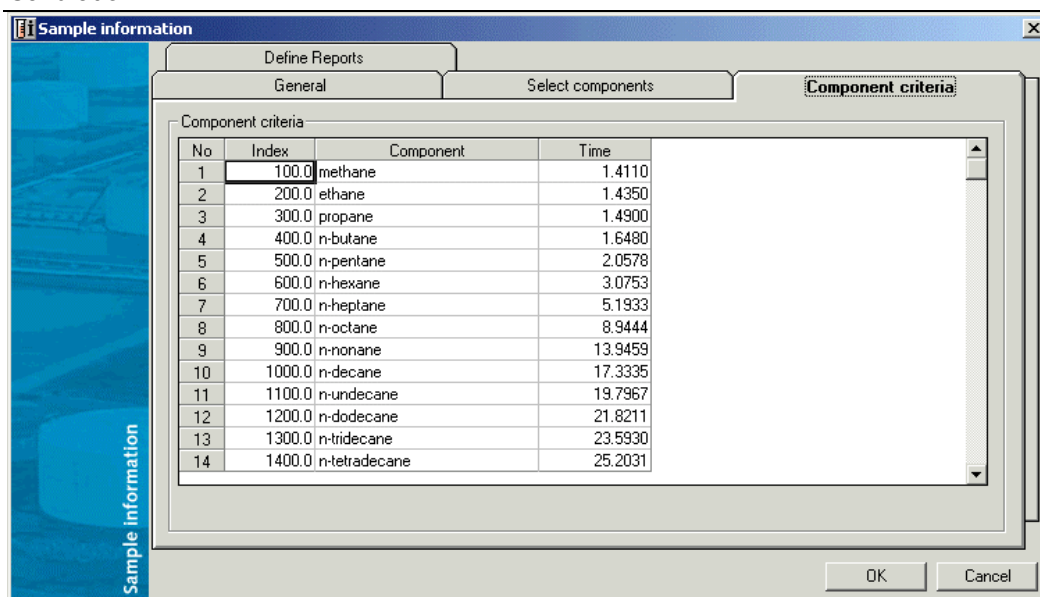 Sample information
Define Reports
General Select components Component criteria
Component criteria
No Index Component Time
1 100.0 methane 1.4110
2 200.0 ethane 1.4350
3 300.0 propane 1.4900
4 400.0 n-butane 1.6480
5 500.0 n-pentane 2.0578
6 600.0 n-hexane 3.0753
7 700.0 n-heptane 5.1933
8 800.0 n-octane 8.9444
9 900.0 n-nonane 13.9459
10 1000.0 n-decane 17.3335
11 1100.0 n-undecane 19.7967
12 1200.0 n-dodecane 21.8211
13 1300.0 n-tridecane 23.5930
14 1400.0 n-tetradecane 25.2031
Sample information
OK Cancel